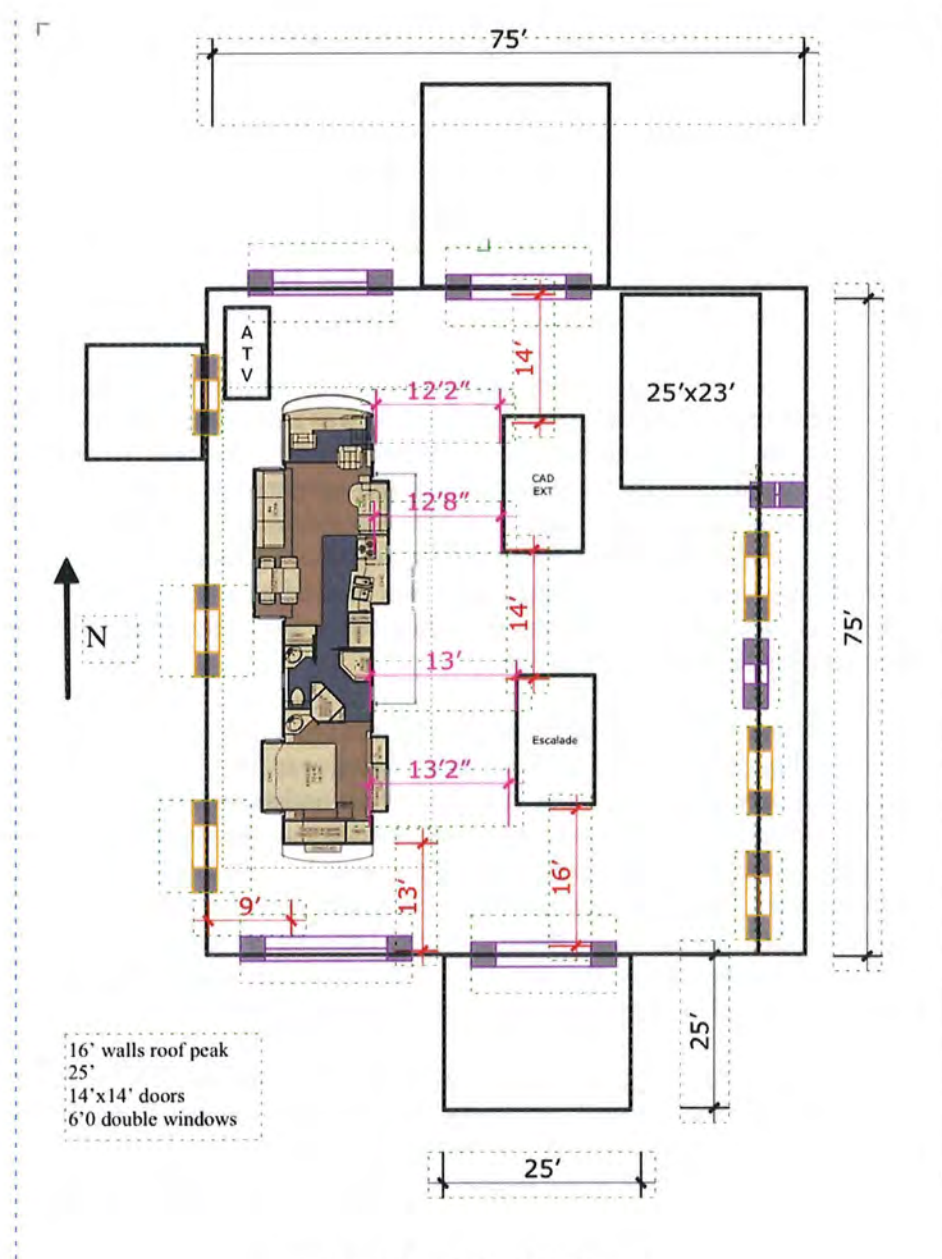 75'
A
T
V
14'
25'x23'
12'2"
CAD
EXT
12'8"
75'
N
14'
13'
Escalade
13'2"
16'
13'
9'
25'
16' walls roof peak
25'
14'x14' doors
6'0 double windows
25'